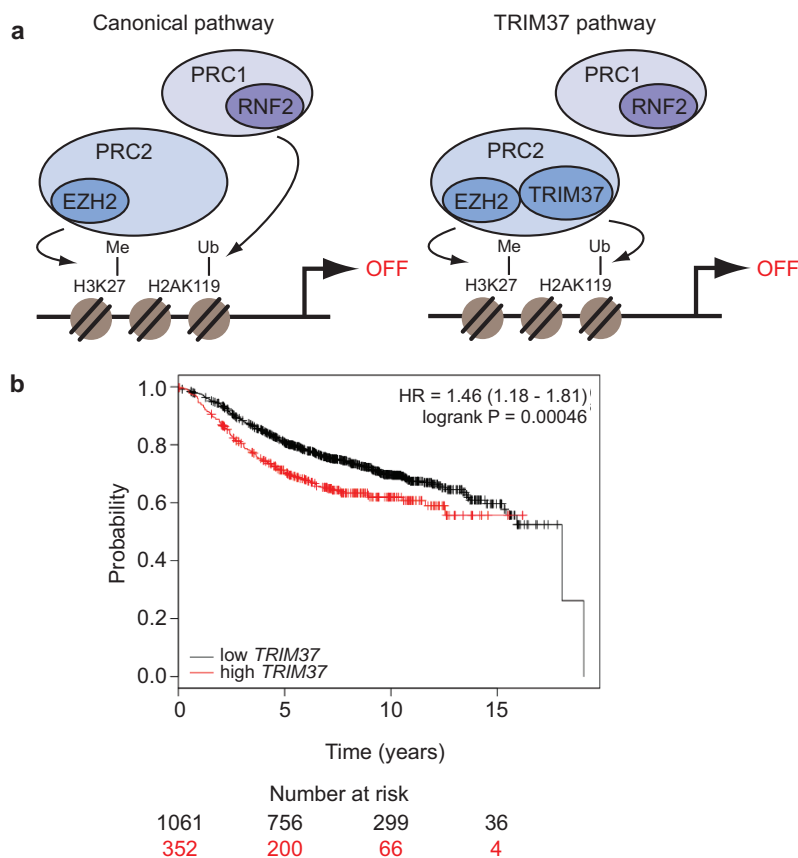 a
Canonical pathway
PRC1
RNF2
PRC2
EZH2
Me
Ub
H3K27
H2AK119
OFF
TRIM37 pathway
PRC1
RNF2
PRC2
EZH2
TRIM37
Me
Ub
H3K27
H2AK119
OFF
b
HR = 1.46 (1.18 - 1.81)
logrank P = 0.00046
Probability
1.0
0.8
0.6
0.4
0.2
0.0
low TRIM37
high TRIM37
0 5 10 15
Time (years)
Number at risk
1061 756 299 36
352 200 66 4